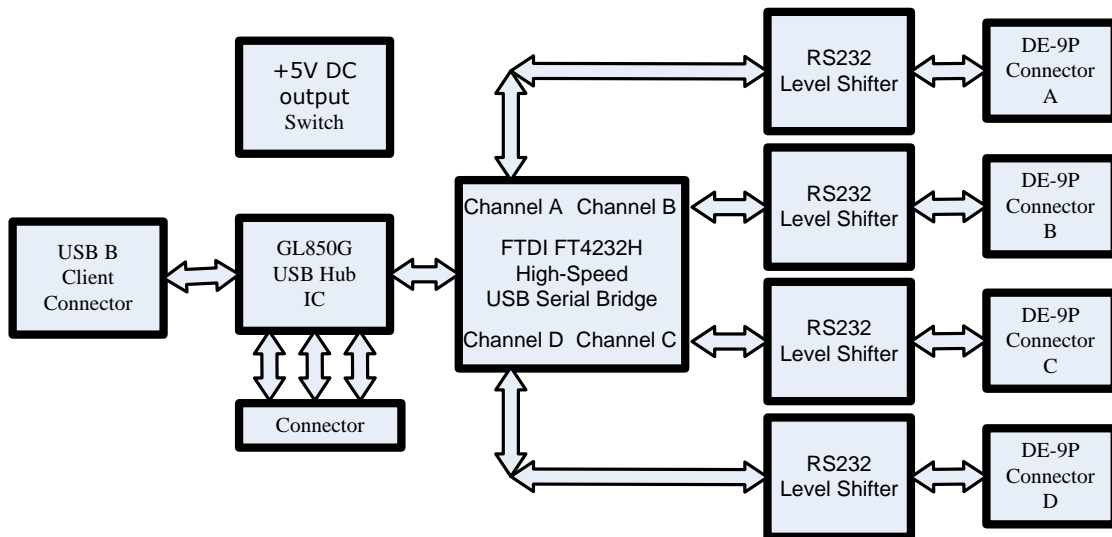 +5V DC
output
Switch
USB B
Client
Connector
GL850G
USB Hub
IC
Connector
Channel A Channel B
FTDI FT4232H
High-Speed
USB Serial Bridge
Channel D Channel C
RS232
Level Shifter
DE-9P
Connector
A
RS232
Level Shifter
DE-9P
Connector
B
RS232
Level Shifter
DE-9P
Connector
C
RS232
Level Shifter
DE-9P
Connector
D